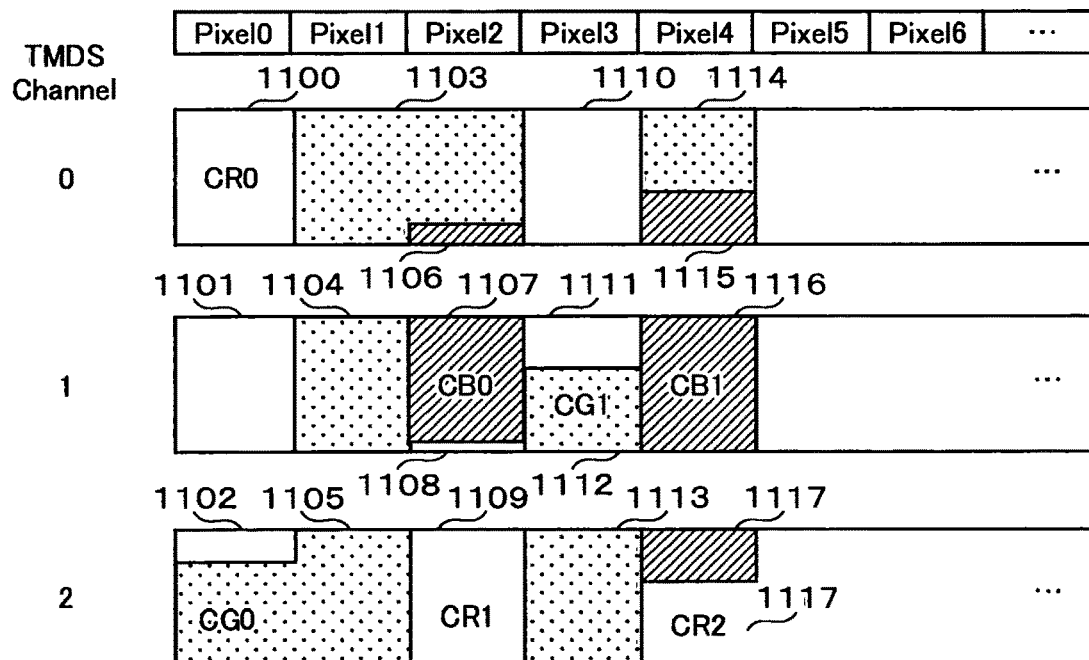 Pixel0 Pixel1 Pixel2 Pixel3 Pixel4 Pixel5 Pixel6 ...
TMDS
Channel
1100 1103 1110 1114
0 CR0 ...
1106 1115
1101 1104 1107 1111 1116
1 CB0 CG1 CB1 ...
1108 1112
1102 1105 1109 1113 1117
2 CG0 CR1 CR2 1117 ...